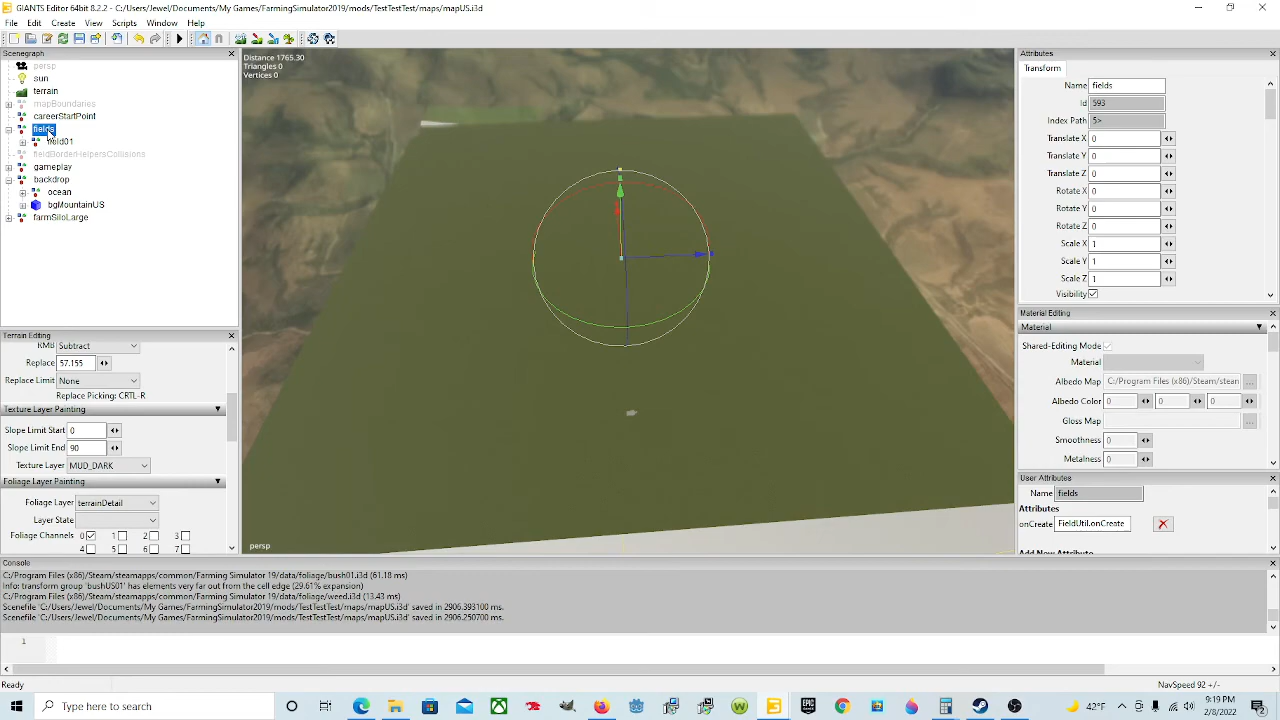 GIANTS Editor 64bit 8.2.2 - C:/Users/Jewel/Documents/My Games/FarmingSimulator2019/mods/TestTestTest/maps/mapUS.i3d
File Edit Create View Scripts Window Help
Scenegraph
persp
sun
terrain
mapBoundaries
careerStartPoint
fields
field01
fieldBorderHelpersCollisions
gameplay
backdrop
ocean
bgMountainUS
farmSiloLarge
Terrain Editing
RMB Subtract
Replace 57.155
Replace Limit None
Replace Picking: CRTL-R
Texture Layer Painting
Slope Limit Start 0
Slope Limit End 90
Texture Layer MUD_DARK
Foliage Layer Painting
Foliage Layer terrainDetail
Layer State
Foliage Channels 0 1 2 3
4 5 6 7
Distance 1765.30
Triangles 0
Vertices 0
persp
Attributes
Transform
Name fields
Id 593
Index Path 5>
Translate X 0
Translate Y 0
Translate Z 0
Rotate X 0
Rotate Y 0
Rotate Z 0
Scale X 1
Scale Y 1
Scale Z 1
Visibility
Material Editing
Material
Shared-Editing Mode
Material
Albedo Map C:/Program Files (x86)/Steam/steam ...
Albedo Color 0 0 0
Gloss Map ...
Smoothness 0
Metalness 0
User Attributes
Name fields
Attributes
onCreate FieldUtil.onCreate
Add New Attribute
Console
C:/Program Files (x86)/Steam/steamapps/common/Farming Simulator 19/data/foliage/bush01.i3d (61.18 ms)
Info transform group 'bushUS01' has elements very far out from the cell edge (29.61% expansion)
C:/Program Files (x86)/Steam/steamapps/common/Farming Simulator 19/data/foliage/weed.i3d (13.43 ms)
Scenefile 'C:/Users/Jewel/Documents/My Games/FarmingSimulator2019/mods/TestTestTest/maps/mapUS.i3d' saved in 2906.393100 ms.
Scenefile 'C:/Users/Jewel/Documents/My Games/FarmingSimulator2019/mods/TestTestTest/maps/mapUS.i3d' saved in 2906.250700 ms.
1
Ready
NavSpeed 92 +/-
Type here to search
42°F
9:19 PM
2/8/2022